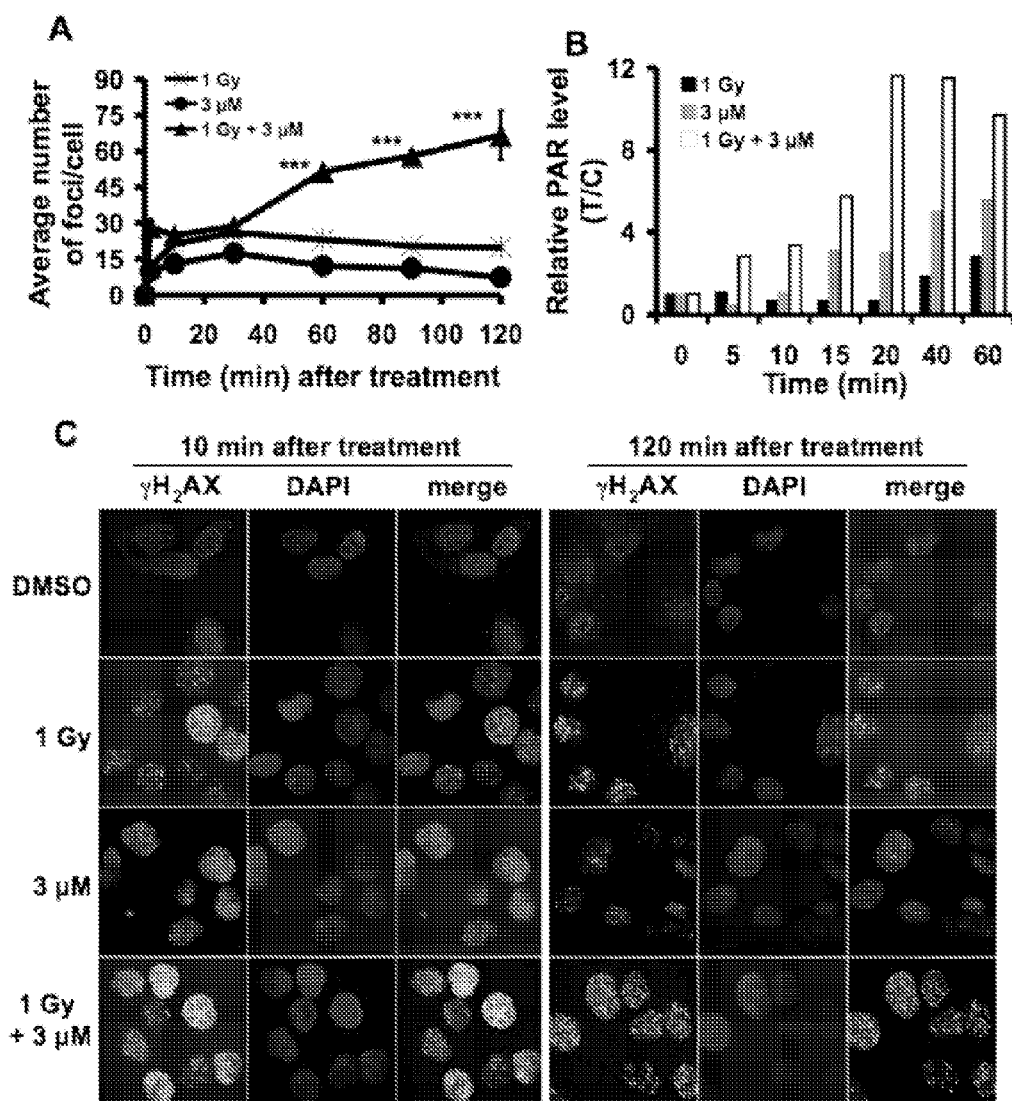 A
Average number
of foci/cell
90
75
60
45
30
15
0
1 Gy
3 µM
1 Gy + 3 µM
***
***
***
0 20 40 60 80 100 120
Time (min) after treatment
B
Relative PAR level
(T/C)
12
8
4
0
1 Gy
3 µM
1 Gy + 3 µM
0 5 10 15 20 40 60
Time (min)
C
10 min after treatment
120 min after treatment
γH₂AX DAPI merge
γH₂AX DAPI merge
DMSO
1 Gy
3 µM
1 Gy
+ 3 µM